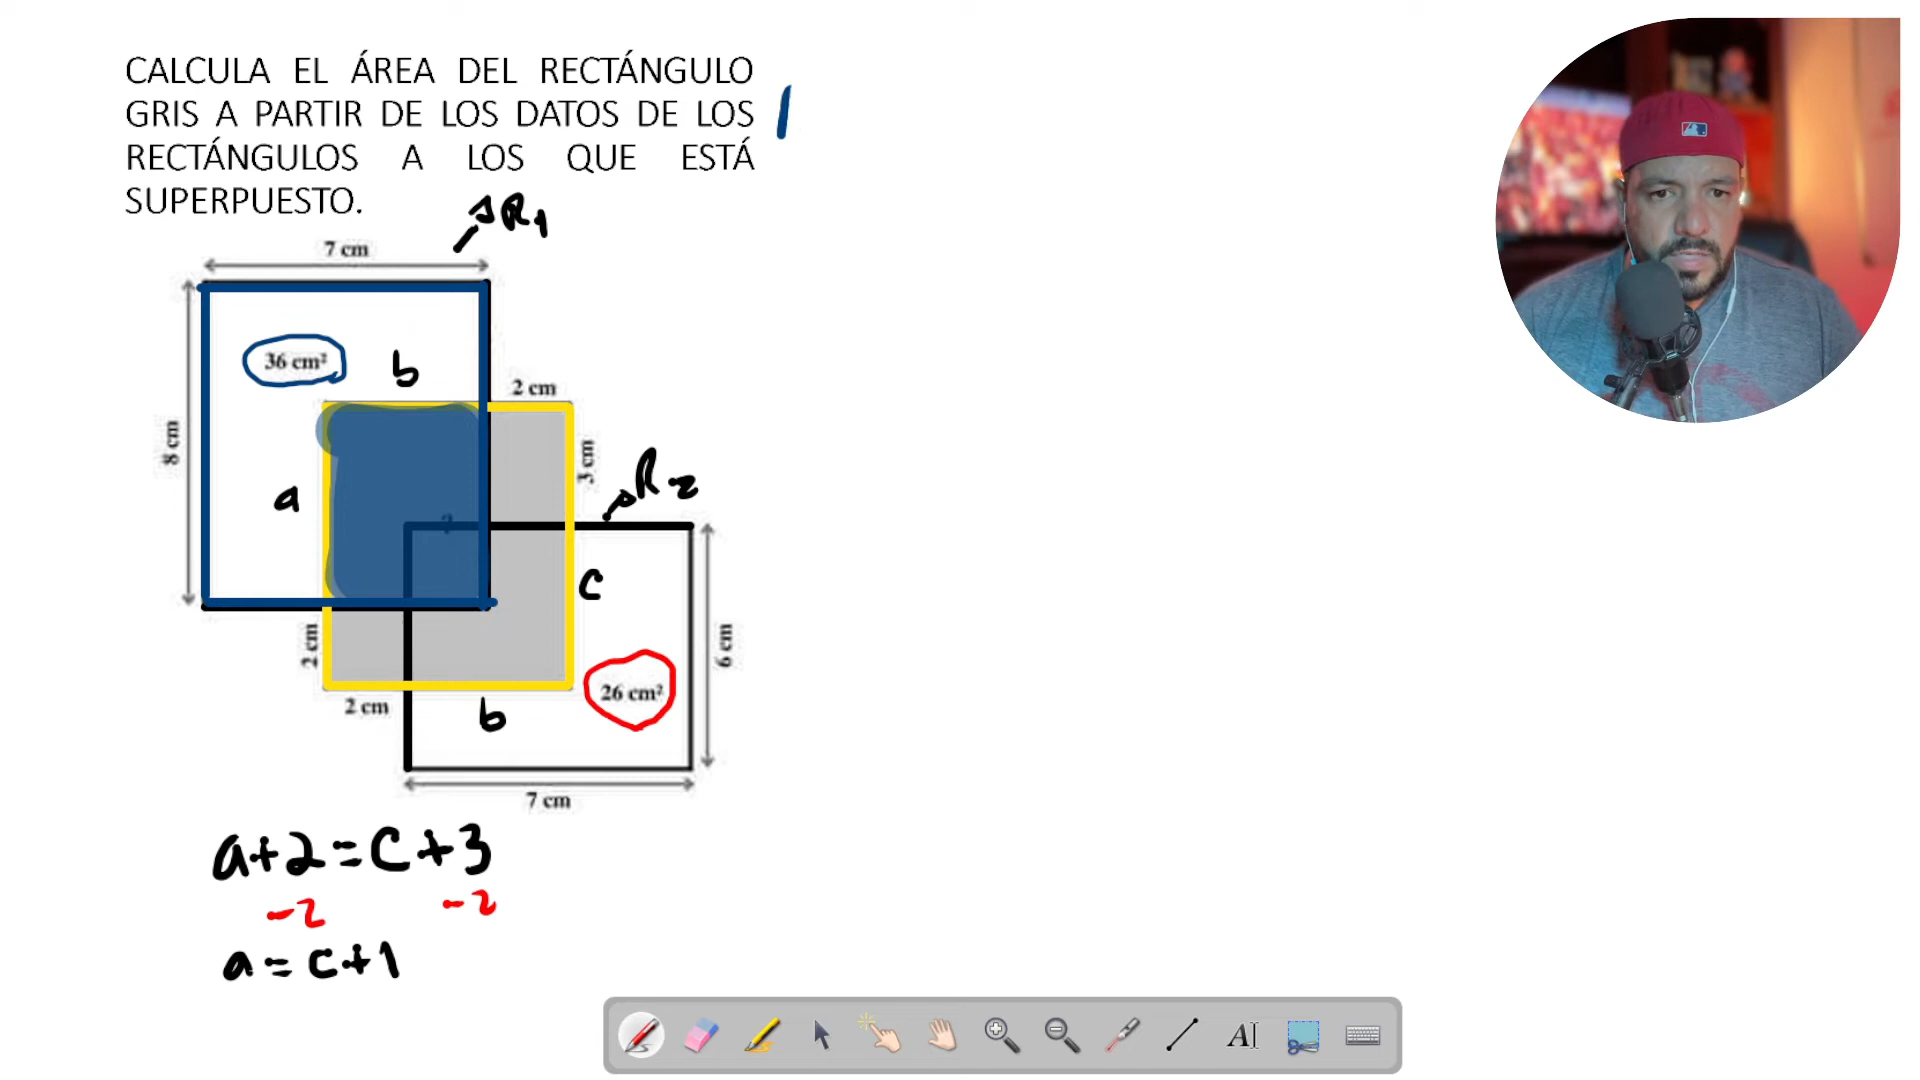 CALCULA EL ÁREA DEL RECTÁNGULO
GRIS A PARTIR DE LOS DATOS DE LOS
RECTÁNGULOS A LOS QUE ESTÁ
SUPERPUESTO.
R1
7 cm
36 cm²
b
2 cm
8 cm
3 cm
a
R2
?
c
2 cm
6 cm
26 cm²
2 cm
b
7 cm
a+2=C+3
-2 -2
a=c+1
AI